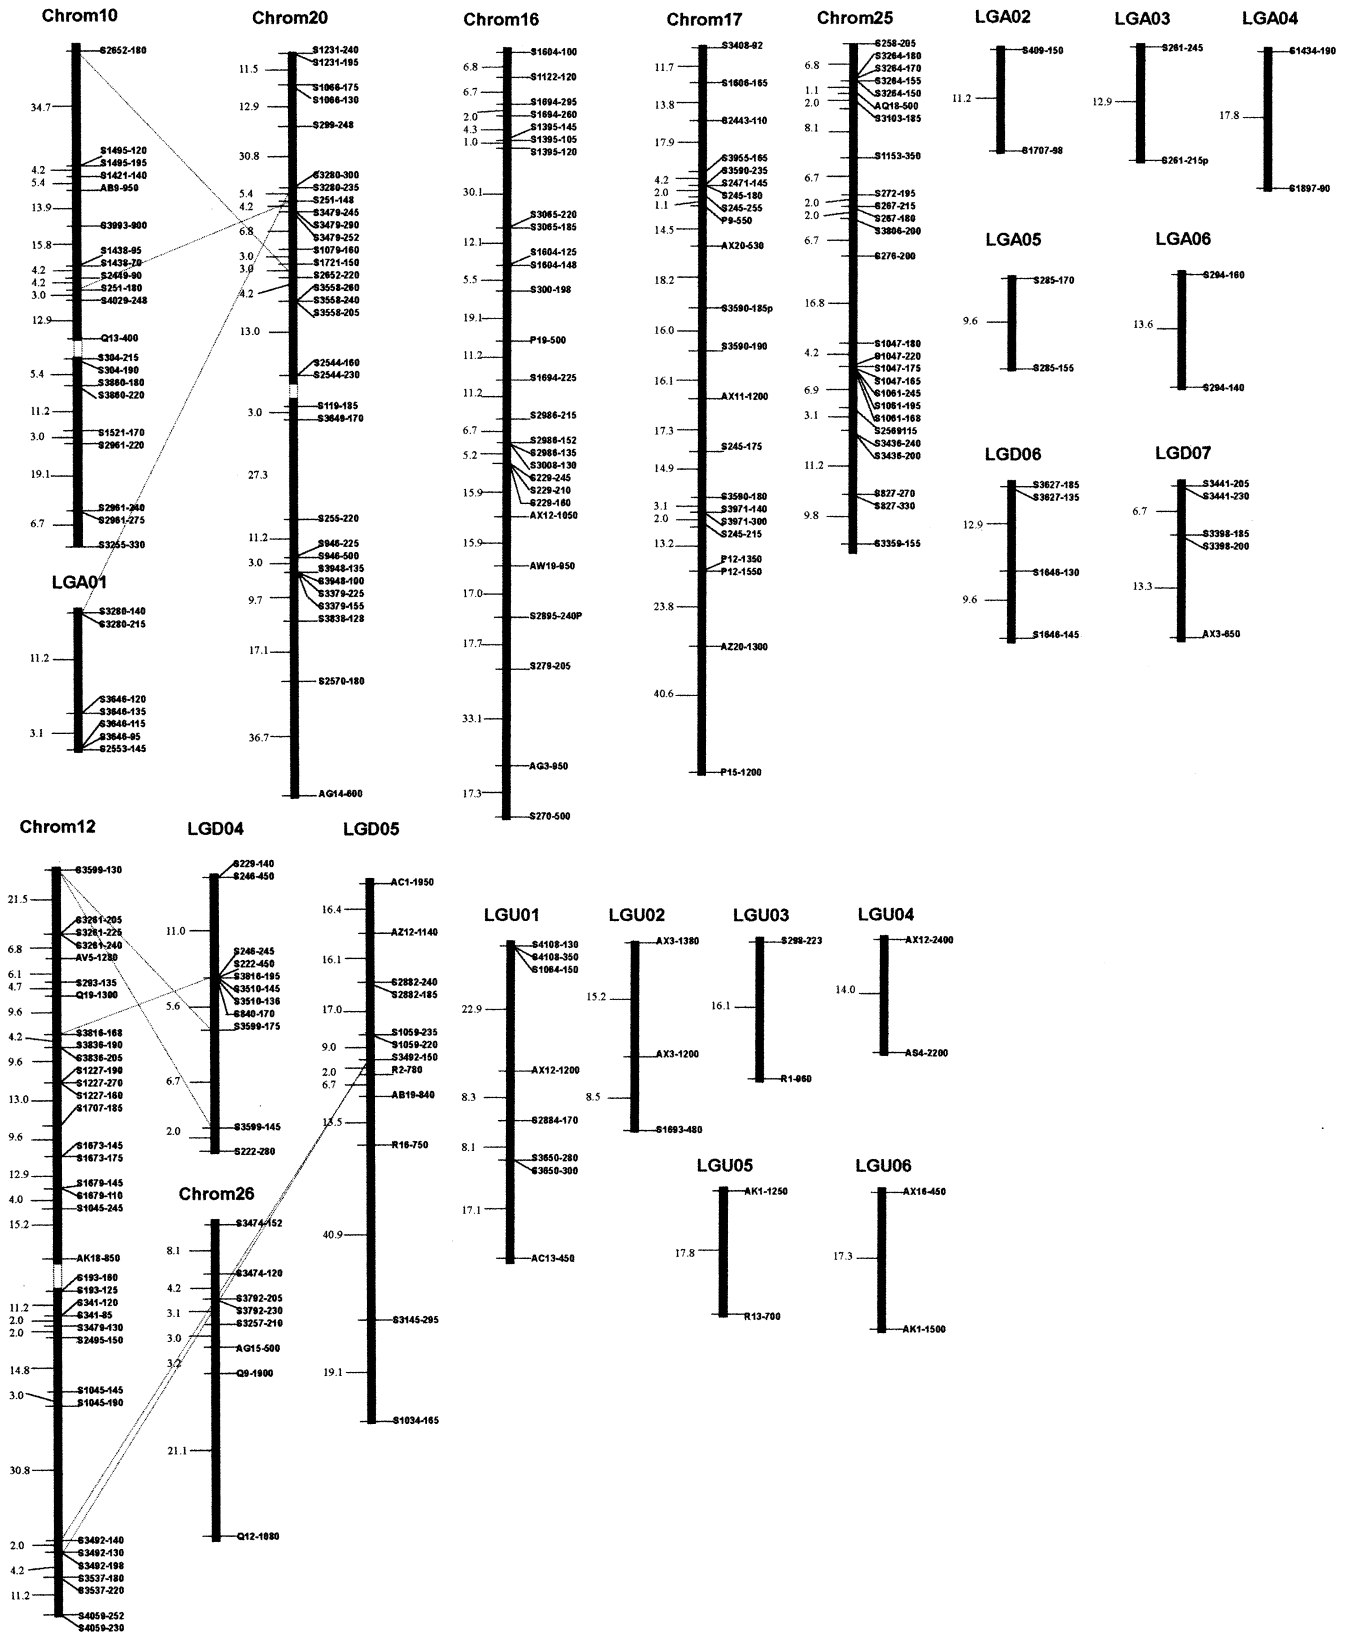 Chrom10
S2652-180
34.7
S1495-120
S1495-195
4.2
S1421-140
5.4
AB9-950
13.9
S3993-900
15.8
S1438-95
S1438-70
4.2
S2449-90
4.2
S251-180
3.0
S4029-248
12.9
Q13-400
S304-215
S304-190
5.4
S3860-180
S3860-220
11.2
S1521-170
3.0
S2961-220
19.1
S2961-240
S2961-275
6.7
S3255-330
LGA01
S3280-140
S3280-215
11.2
S3646-120
S3646-135
S3646-115
3.1
S3646-95
S2553-145
Chrom20
S1231-240
S1231-195
11.5
S1066-175
S1066-130
12.9
S299-248
30.8
S3280-300
S3280-235
5.4
S251-148
4.2
S3479-245
S3479-290
6.8
S3479-252
S1079-160
3.0
S1721-150
3.0
S2652-220
S3558-260
4.2
S3558-240
S3558-205
13.0
S2544-160
S2544-230
S119-185
3.0
S3649-170
27.3
S255-220
11.2
S946-225
S946-500
3.0
S3948-135
S3948-100
S3379-225
9.7
S3379-155
S3838-128
17.1
S2570-180
36.7
AG14-600
Chrom16
S1604-100
6.8
S1122-120
6.7
S1694-295
2.0
S1694-260
4.3
S1395-145
1.0
S1395-105
S1395-120
30.1
S3065-220
S3065-185
12.1
S1604-125
S1604-148
5.5
S300-198
19.1
P19-500
11.2
S1694-225
11.2
S2986-215
6.7
S2986-152
5.2
S2986-135
S3008-130
S229-245
15.9
S229-210
S229-160
AX12-1050
15.9
AW19-950
17.0
S2895-240P
17.7
S279-205
33.1
AG3-950
17.3
S270-500
Chrom17
S3408-92
11.7
S1606-165
13.8
S2443-110
17.9
S3955-165
S3590-235
4.2
S2471-145
2.0
S245-180
1.1
S245-255
P9-550
14.5
AX20-530
18.2
S3590-185p
16.0
S3590-190
16.1
AX11-1200
17.3
S245-175
14.9
S3590-180
3.1
S3971-140
2.0
S3971-300
S245-215
13.2
P12-1350
P12-1550
23.8
AZ20-1300
40.6
P15-1200
Chrom25
S258-205
S3264-180
6.8
S3264-170
S3264-155
1.1
S3264-150
2.0
AQ18-500
S3103-185
8.1
S1153-350
6.7
S272-195
2.0
S267-215
2.0
S267-180
S3806-200
6.7
S276-200
16.8
S1047-180
4.2
S1047-220
S1047-175
S1047-165
6.9
S1061-245
S1061-195
3.1
S1061-168
S2569115
S3436-240
S3436-200
11.2
S827-270
S827-330
9.8
S3359-155
LGA02
S409-150
11.2
S1707-98
LGA03
S261-245
12.9
S261-215p
LGA04
S1434-190
17.8
S1897-90
LGA05
S285-170
9.6
S285-155
LGA06
S294-160
13.6
S294-140
LGD06
S3627-185
S3627-135
12.9
S1646-130
9.6
S1646-145
LGD07
S3441-205
S3441-230
6.7
S3398-185
S3398-200
13.3
AX3-650
Chrom12
S3599-130
21.5
S3261-205
S3261-225
S3261-240
6.8
AV5-1280
6.1
S293-135
4.7
Q19-1300
9.6
S3816-168
4.2
S3836-190
S3836-205
9.6
S1227-190
S1227-270
S1227-160
13.0
S1707-185
9.6
S1673-145
S1673-175
12.9
S1679-145
S1679-110
4.0
S1045-245
15.2
AK18-850
S193-160
S193-125
11.2
S341-120
2.0
S341-85
2.0
S3479-130
S2495-150
14.8
S1045-145
3.0
S1045-190
30.8
S3492-140
2.0
S3492-130
S3492-198
4.2
S3537-180
S3537-220
11.2
S4059-252
S4059-230
LGD04
S229-140
S246-450
11.0
S246-245
S222-450
S3816-195
S3510-145
S3510-136
5.6
S840-170
S3599-175
6.7
S3599-145
2.0
S222-280
Chrom26
S3474-152
8.1
S3474-120
4.2
S3792-205
3.1
S3792-230
S3257-210
3.0
AG15-500
3.2
Q9-1900
21.1
Q12-1080
LGD05
AC1-1950
16.4
AZ12-1140
16.1
S2882-240
S2882-185
17.0
S1059-235
S1059-220
9.0
S3492-150
2.0
R2-780
6.7
AB19-840
13.5
R16-750
40.9
S3145-295
19.1
S1034-165
LGU01
S4108-130
S4108-350
S1064-150
22.9
AX12-1200
8.3
S2884-170
8.1
S3650-280
S3650-300
17.1
AC13-450
LGU02
AX3-1380
15.2
AX3-1200
8.5
S1693-480
LGU03
S298-223
16.1
R1-960
LGU04
AX12-2400
14.0
AS4-2200
LGU05
AK1-1250
17.8
R13-700
LGU06
AX16-450
17.3
AK1-1500